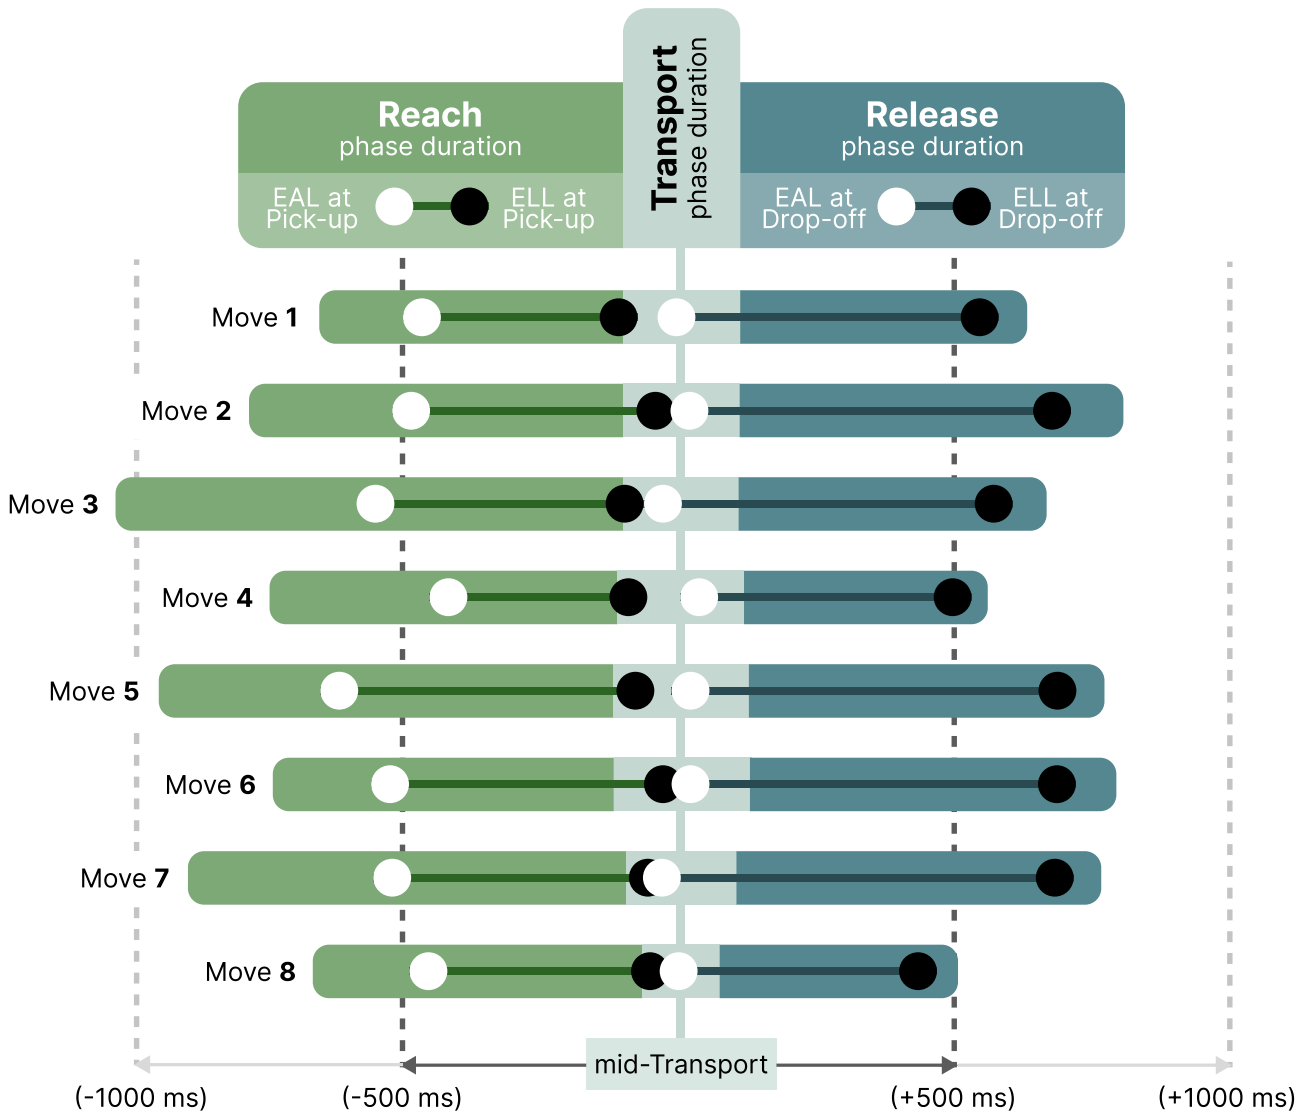 Reach
phase duration
EAL at
Pick-up
ELL at
Pick-up
Transport
phase duration
Release
phase duration
EAL at
Drop-off
ELL at
Drop-off
Move 1
Move 2
Move 3
Move 4
Move 5
Move 6
Move 7
Move 8
mid-Transport
(-1000 ms)
(-500 ms)
(+500 ms)
(+1000 ms)